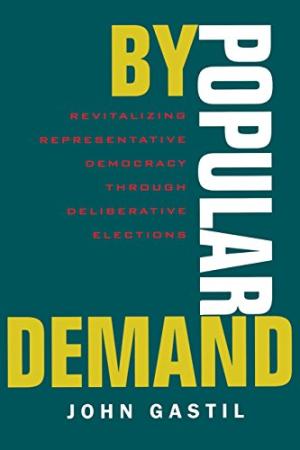 BY
POPULAR
DEMAND
REVITALIZING
REPRESENTATIVE
DEMOCRACY
THROUGH
DELIBERATIVE
ELECTIONS
JOHN GASTIL